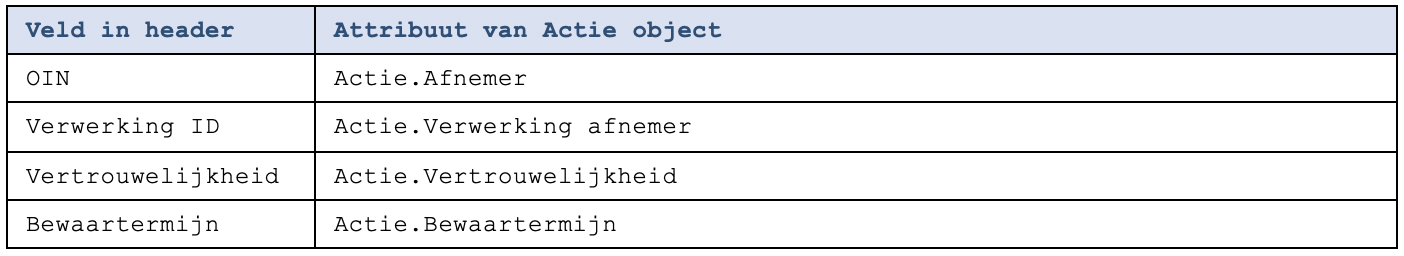 Veld in header Attribuut van Actie object
OIN Actie.Afnemer
Verwerking ID Actie.Verwerking afnemer
Vertrouwelijkheid Actie.Vertrouwelijkheid
Bewaartermijn Actie.Bewaartermijn